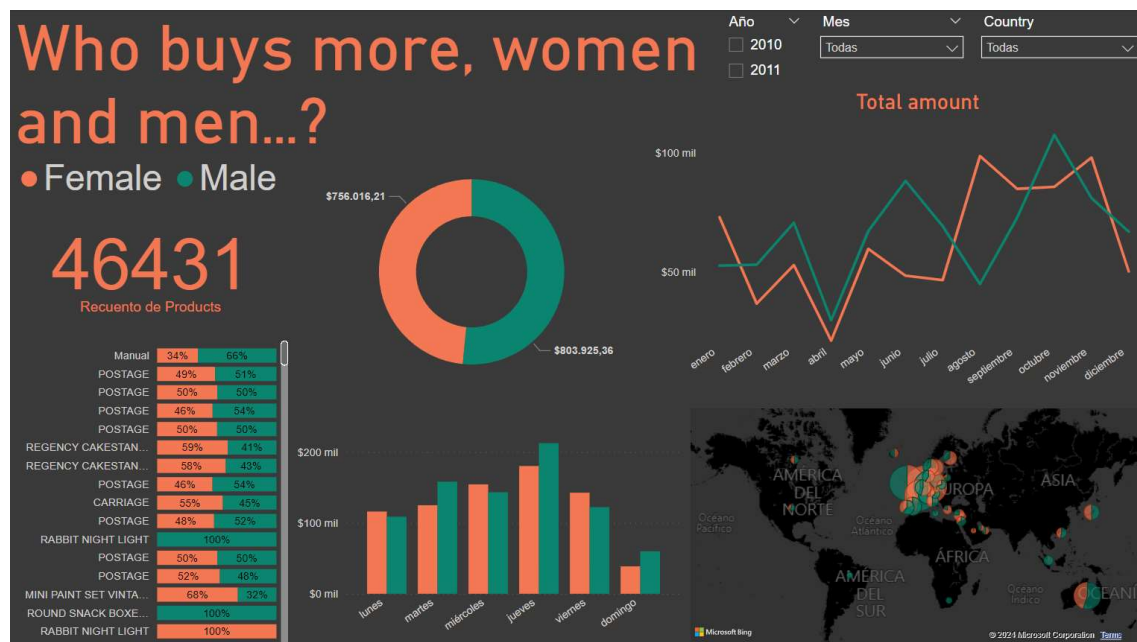 Who buys more, women
and men...?
Female Male
Año
2010
2011
Mes
Todas
Country
Todas
46431
Recuento de Products
$756.016,21
$803.925,36
Total amount
$100 mil
$50 mil
enero febrero marzo abril mayo junio julio agosto septiembre octubre noviembre diciembre
Manual 34% 66%
POSTAGE 49% 51%
POSTAGE 50% 50%
POSTAGE 46% 54%
POSTAGE 50% 50%
REGENCY CAKESTAN... 59% 41%
REGENCY CAKESTAN... 58% 43%
POSTAGE 46% 54%
CARRIAGE 55% 45%
POSTAGE 48% 52%
RABBIT NIGHT LIGHT 100%
POSTAGE 50% 50%
POSTAGE 52% 48%
MINI PAINT SET VINTA... 68% 32%
ROUND SNACK BOXE... 100%
RABBIT NIGHT LIGHT 100%
$200 mil
$100 mil
$0 mil
lunes martes miércoles jueves viernes domingo
AMÉRICA
DEL
NORTE
EUROPA
ASIA
Océano
Pacífico
Océano
Atlántico
ÁFRICA
AMÉRICA
DEL
SUR
Océano
Índico
OCEANÍ
Microsoft Bing
© 2024 Microsoft Corporation Terms